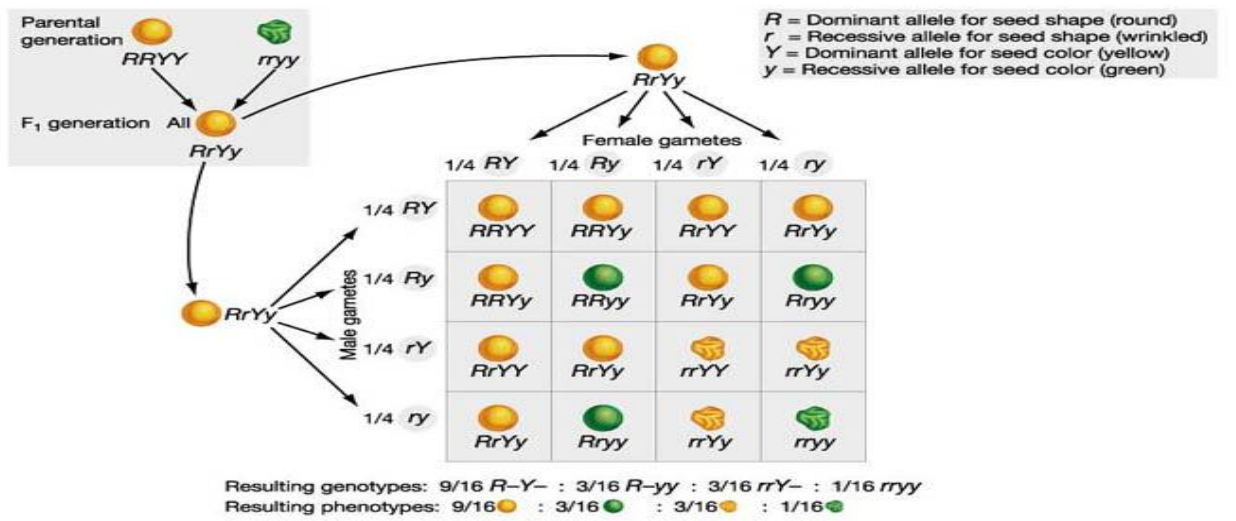 Parental
generation
RRYY
rryy
F1 generation
All
RrYy
R = Dominant allele for seed shape (round)
r = Recessive allele for seed shape (wrinkled)
Y = Dominant allele for seed color (yellow)
y = Recessive allele for seed color (green)
RrYy
Female gametes
1/4 RY 1/4 Ry 1/4 rY 1/4 ry
RrYy
Male gametes
1/4 RY
RRYY RRYy RrYY RrYy
1/4 Ry
RRYy RRyy RrYy Rryy
1/4 rY
RrYY RrYy rrYY rrYy
1/4 ry
RrYy Rryy rrYy rryy
Resulting genotypes: 9/16 R–Y– : 3/16 R–yy : 3/16 rrY– : 1/16 rryy
Resulting phenotypes: 9/16 : 3/16 : 3/16 : 1/16